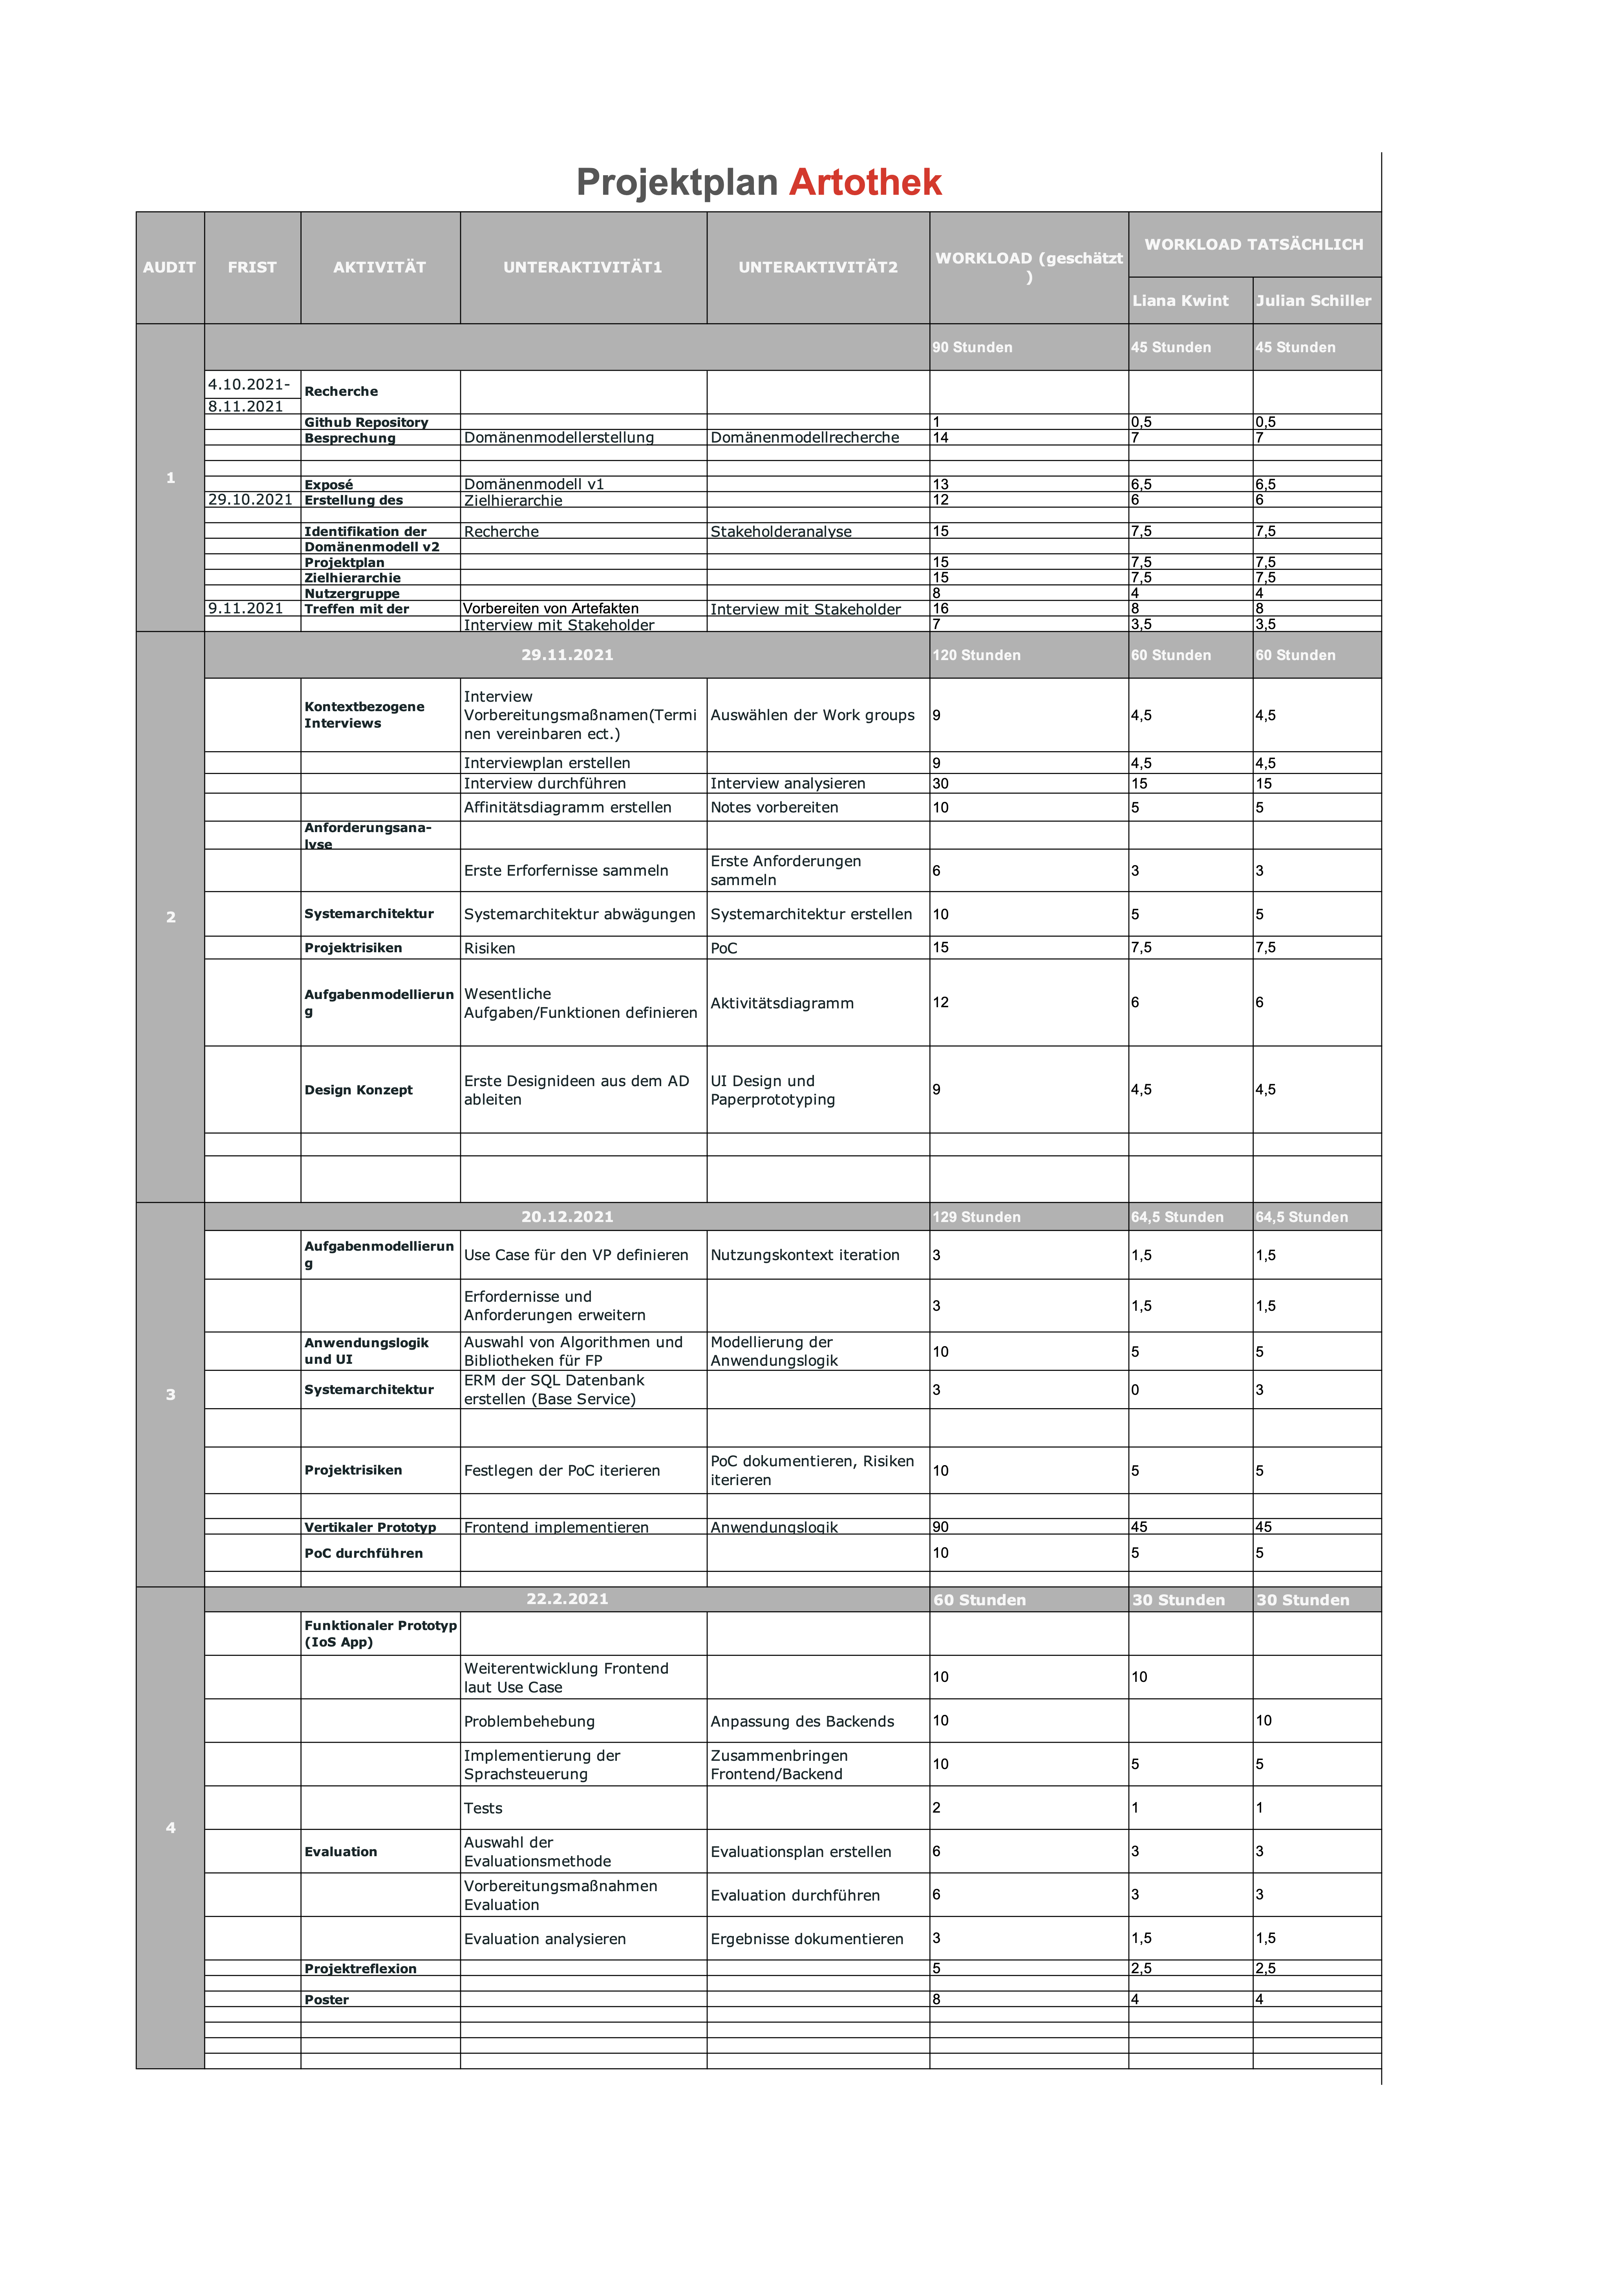 Projektplan Artothek
AUDIT FRIST AKTIVITÄT UNTERAKTIVITÄT1 UNTERAKTIVITÄT2 WORKLOAD (geschätzt
) WORKLOAD TATSÄCHLICH
Liana Kwint Julian Schiller
1
90 Stunden 45 Stunden 45 Stunden
4.10.2021- Recherche
8.11.2021
Github Repository 1 0,5 0,5
Besprechung Domänenmodellerstellung Domänenmodellrecherche 14 7 7
Exposé Domänenmodell v1 13 6,5 6,5
29.10.2021 Erstellung des Zielhierarchie 12 6 6
Identifikation der Recherche Stakeholderanalyse 15 7,5 7,5
Domänenmodell v2
Projektplan 15 7,5 7,5
Zielhierarchie 15 7,5 7,5
Nutzergruppe 8 4 4
9.11.2021 Treffen mit der Vorbereiten von Artefakten Interview mit Stakeholder 16 8 8
Interview mit Stakeholder 7 3,5 3,5
2
29.11.2021 120 Stunden 60 Stunden 60 Stunden
Kontextbezogene
Interviews
Interview
Vorbereitungsmaßnamen(Termi
nen vereinbaren ect.)
Auswählen der Work groups 9 4,5 4,5
Interviewplan erstellen 9 4,5 4,5
Interview durchführen Interview analysieren 30 15 15
Affinitätsdiagramm erstellen Notes vorbereiten 10 5 5
Anforderungsana-
lyse
Erste Erforfernisse sammeln Erste Anforderungen
sammeln 6 3 3
Systemarchitektur Systemarchitektur abwägungen Systemarchitektur erstellen 10 5 5
Projektrisiken Risiken PoC 15 7,5 7,5
Aufgabenmodellierun
g
Wesentliche
Aufgaben/Funktionen definieren
Aktivitätsdiagramm 12 6 6
Design Konzept Erste Designideen aus dem AD
ableiten
UI Design und
Paperprototyping
9 4,5 4,5
3
20.12.2021 129 Stunden 64,5 Stunden 64,5 Stunden
Aufgabenmodellierun
g
Use Case für den VP definieren Nutzungskontext iteration 3 1,5 1,5
Erfordernisse und
Anforderungen erweitern
3 1,5 1,5
Anwendungslogik
und UI
Auswahl von Algorithmen und
Bibliotheken für FP
Modellierung der
Anwendungslogik
10 5 5
Systemarchitektur ERM der SQL Datenbank
erstellen (Base Service)
3 0 3
Projektrisiken Festlegen der PoC iterieren PoC dokumentieren, Risiken
iterieren
10 5 5
Vertikaler Prototyp Frontend implementieren Anwendungslogik 90 45 45
PoC durchführen 10 5 5
4
22.2.2021 60 Stunden 30 Stunden 30 Stunden
Funktionaler Prototyp
(IoS App)
Weiterentwicklung Frontend
laut Use Case
10 10
Problembehebung Anpassung des Backends 10 10
Implementierung der
Sprachsteuerung
Zusammenbringen
Frontend/Backend
10 5 5
Tests 2 1 1
Evaluation Auswahl der
Evaluationsmethode
Evaluationsplan erstellen 6 3 3
Vorbereitungsmaßnahmen
Evaluation
Evaluation durchführen 6 3 3
Evaluation analysieren Ergebnisse dokumentieren 3 1,5 1,5
Projektreflexion 5 2,5 2,5
Poster 8 4 4